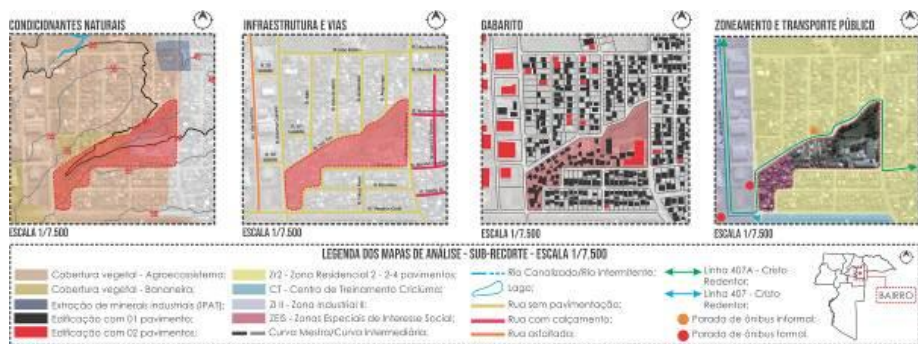 CONDICIONANTES NATURAIS
INFRAESTRUTURA E VIAS
GABARITO
ZONEAMENTO E TRANSPORTE PÚBLICO
ESCALA 1/7.500
ESCALA 1/7.500
ESCALA 1/7.500
ESCALA 1/7.500
LEGENDA DOS MAPAS DE ANÁLISE - SUB-RECORTE - ESCALA 1/7.500
Cobertura vegetal - Agroecossistema;
Cobertura vegetal - Bananeira;
Extração de minerais industriais (IPAT);
Edificação com 01 pavimento;
Edificação com 02 pavimentos;
Zr2 - Zona Residencial 2 - 2-4 pavimentos;
CT - Centro de Treinamento Criciúma;
ZI II - Zona Industrial II;
ZEIS - Zonas Especiais de Interesse Social;
Curva Mestra/Curva Intermediária;
Rio Canalizado/Rio Intermitente;
Lago;
Rua sem pavimentação;
Rua com calçamento;
Rua asfaltada;
Linha 407A - Cristo
Redentor;
Linha 407 - Cristo
Redentor;
Parada de ônibus informal;
Parada de ônibus formal;
BAIRRO